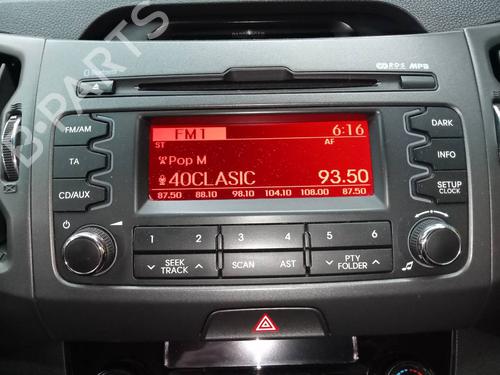 RDS MP3
FM/AM
TA
CD/AUX
FM1 6:16
ST AF
Pop M
40CLASIC 93.50
87.50 88.10 98.10 104.10 108.00 87.50
DARK
INFO
SETUP
CLOCK
1 2 3 4 5 6
SEEK
TRACK
SCAN AST
PTY
FOLDER
B-PARTS